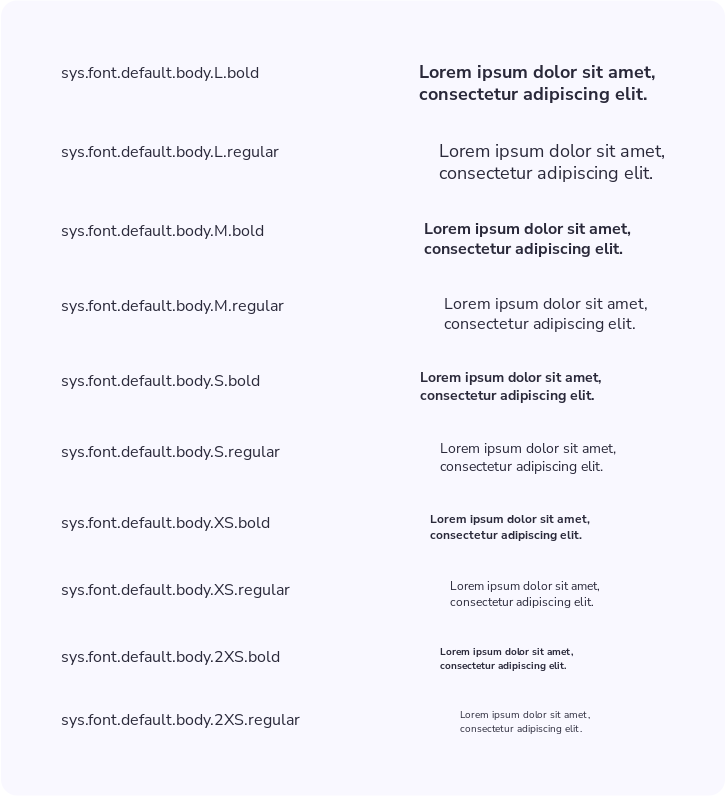 sys.font.default.body.L.bold
Lorem ipsum dolor sit amet,
consectetur adipiscing elit.
sys.font.default.body.L.regular
Lorem ipsum dolor sit amet,
consectetur adipiscing elit.
sys.font.default.body.M.bold
Lorem ipsum dolor sit amet,
consectetur adipiscing elit.
sys.font.default.body.M.regular
Lorem ipsum dolor sit amet,
consectetur adipiscing elit.
sys.font.default.body.S.bold
Lorem ipsum dolor sit amet,
consectetur adipiscing elit.
sys.font.default.body.S.regular
Lorem ipsum dolor sit amet,
consectetur adipiscing elit.
sys.font.default.body.XS.bold
Lorem ipsum dolor sit amet,
consectetur adipiscing elit.
sys.font.default.body.XS.regular
Lorem ipsum dolor sit amet,
consectetur adipiscing elit.
sys.font.default.body.2XS.bold
Lorem ipsum dolor sit amet,
consectetur adipiscing elit.
sys.font.default.body.2XS.regular
Lorem ipsum dolor sit amet,
consectetur adipiscing elit.